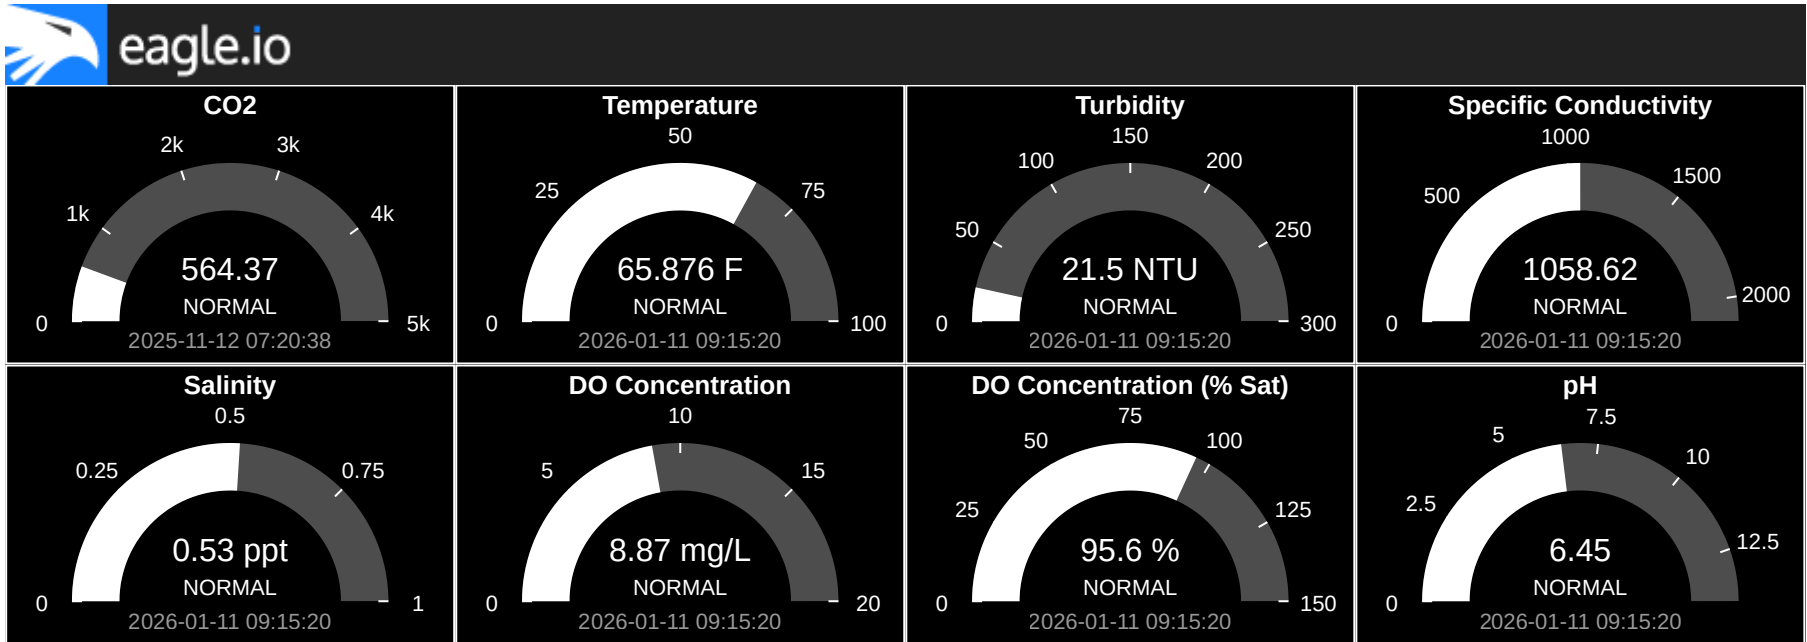 eagle.io
CO2
2k
3k
1k
4k
564.37
NORMAL
0
5k
2025-11-12 07:20:38
Temperature
50
25
75
65.876 F
NORMAL
0
100
2026-01-11 09:15:20
Turbidity
150
100
200
50
250
21.5 NTU
NORMAL
0
300
2026-01-11 09:15:20
Specific Conductivity
1000
500
1500
1058.62
2000
NORMAL
0
2026-01-11 09:15:20
Salinity
0.5
0.25
0.75
0.53 ppt
NORMAL
0
1
2026-01-11 09:15:20
DO Concentration
10
5
15
8.87 mg/L
NORMAL
0
20
2026-01-11 09:15:20
DO Concentration (% Sat)
75
50
100
25
125
95.6 %
NORMAL
0
150
2026-01-11 09:15:20
pH
7.5
5
10
2.5
12.5
6.45
NORMAL
0
2026-01-11 09:15:20